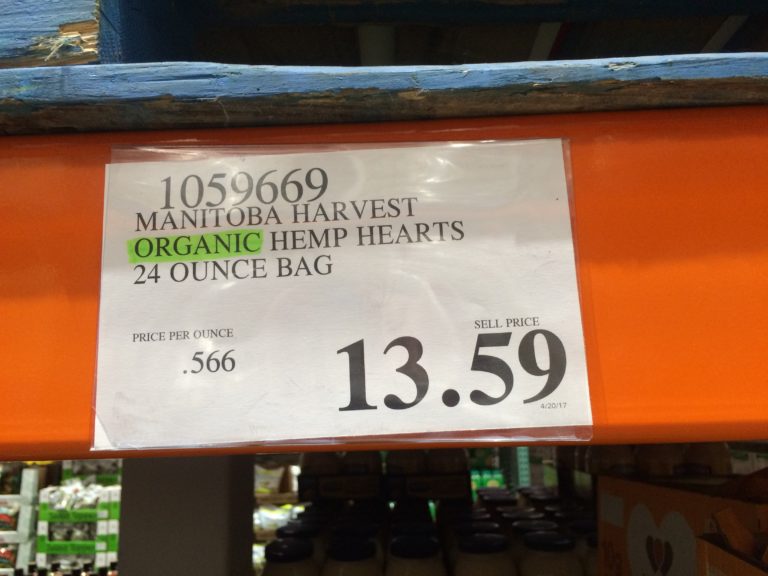 1059669
MANITOBA HARVEST
ORGANIC HEMP HEARTS
24 OUNCE BAG
PRICE PER OUNCE
.566
SELL PRICE
13.59
4/20/17